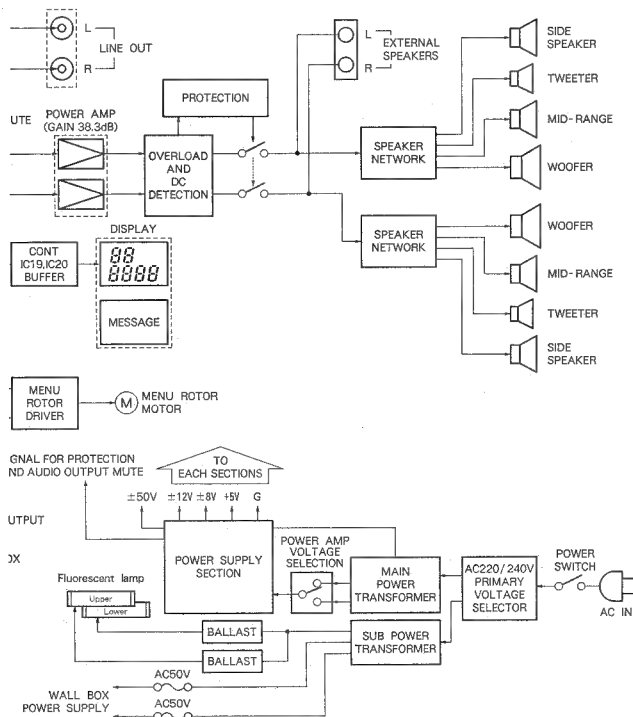 L
LINE OUT
R
L
EXTERNAL
SPEAKERS
R
SIDE
SPEAKER
TWEETER
MID-RANGE
WOOFER
PROTECTION
UTE
POWER AMP
(GAIN 38.3dB)
OVERLOAD
AND
DC
DETECTION
SPEAKER
NETWORK
SPEAKER
NETWORK
WOOFER
MID-RANGE
TWEETER
SIDE
SPEAKER
DISPLAY
CONT
IC19,IC20
BUFFER
88
8888
MESSAGE
MENU
ROTOR
DRIVER
M
MENU ROTOR
MOTOR
GNAL FOR PROTECTION
ND AUDIO OUTPUT MUTE
TO
EACH SECTIONS
±50V ±12V ±8V +5V G
UTPUT
OX
POWER SUPPLY
SECTION
POWER AMP
VOLTAGE
SELECTION
MAIN
POWER
TRANSFORMER
AC220/240V
PRIMARY
VOLTAGE
SELECTOR
POWER
SWITCH
AC IN
Fluorescent lamp
Upper
Lower
BALLAST
BALLAST
SUB POWER
TRANSFORMER
AC50V
WALL BOX
POWER SUPPLY
AC50V